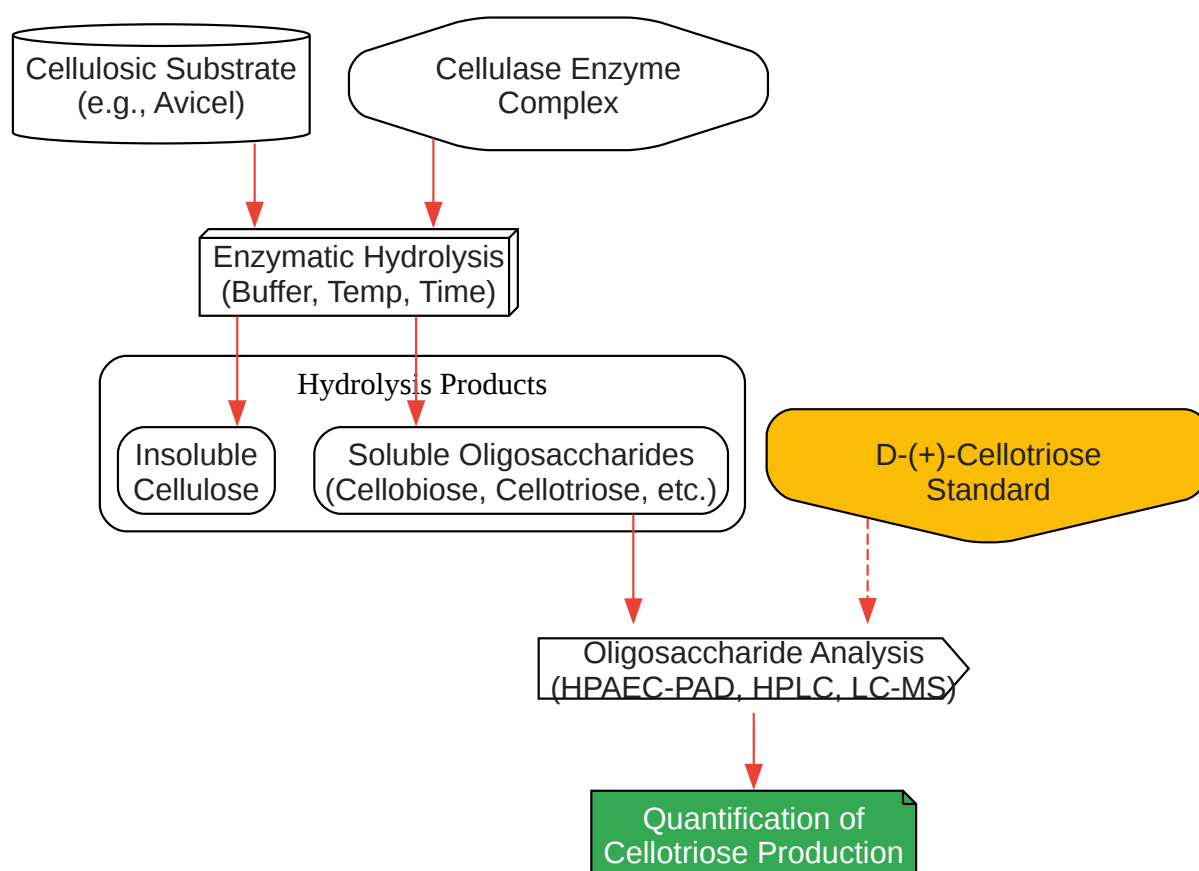 Cellulosic Substrate
(e.g., Avicel)
Cellulase Enzyme
Complex
Enzymatic Hydrolysis
(Buffer, Temp, Time)
Hydrolysis Products
Insoluble
Cellulose
Soluble Oligosaccharides
(Cellobiose, Cellotriose, etc.)
D-(+)-Cellotriose
Standard
Oligosaccharide Analysis
(HPAEC-PAD, HPLC, LC-MS)
Quantification of
Cellotriose Production